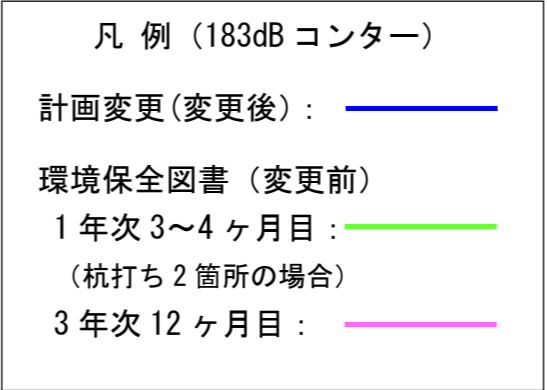 凡 例 (183dB コンター)
計画変更(変更後)：
環境保全図書 (変更前)
1 年次 3～4 ヶ月目：
(杭打ち 2 箇所の場合)
3 年次 12 ヶ月目：